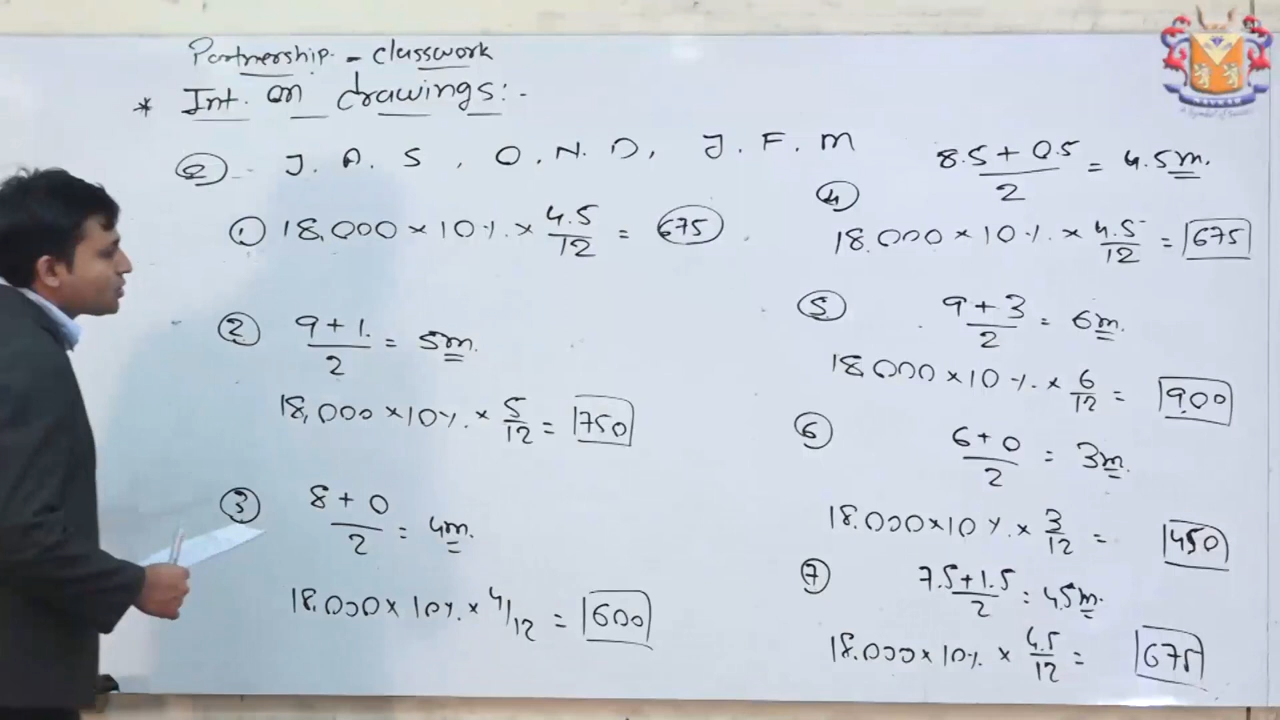 Partnership - classwork
* Int. on drawings:-
(2) J. A. S, O. N. D, J. F. M
(1) 18,000 × 10%. × 4.5/12 = 675
(2) 9+1/2 = 5m.
18,000 × 10%. × 5/12 = 750
(3) 8+0/2 = 4m.
18,000 × 10%. × 4/12 = 600
(4) 8.5+0.5/2 = 4.5m.
18,000 × 10%. × 4.5/12 = 675
(5) 9+3/2 = 6m.
18,000 × 10%. × 6/12 = 900
(6) 6+0/2 = 3m.
18,000 × 10%. × 3/12 = 450
(7) 7.5+1.5/2 = 4.5m.
18,000 × 10%. × 4.5/12 = 675